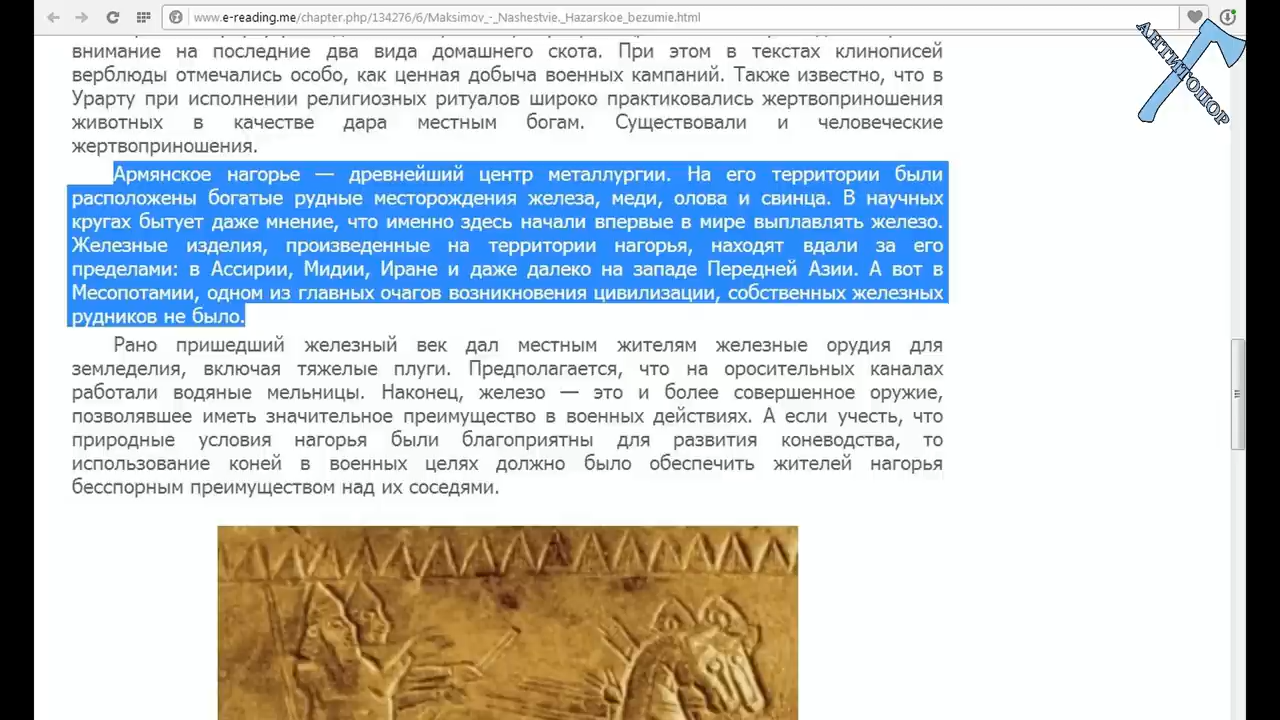 www.e-reading.me/chapter.php/134276/6/Maksimov_-_Nashestvie._Hazarskoe_bezumie.html
АНТИТОПОР
внимание на последние два вида домашнего скота. При этом в текстах клинописей
верблюды отмечались особо, как ценная добыча военных кампаний. Также известно, что в
Урарту при исполнении религиозных ритуалов широко практиковались жертвоприношения
животных в качестве дара местным богам. Существовали и человеческие
жертвоприношения.
Армянское нагорье — древнейший центр металлургии. На его территории были
расположены богатые рудные месторождения железа, меди, олова и свинца. В научных
кругах бытует даже мнение, что именно здесь начали впервые в мире выплавлять железо.
Железные изделия, произведенные на территории нагорья, находят вдали за его
пределами: в Ассирии, Мидии, Иране и даже далеко на западе Передней Азии. А вот в
Месопотамии, одном из главных очагов возникновения цивилизации, собственных железных
рудников не было.
Рано пришедший железный век дал местным жителям железные орудия для
земледелия, включая тяжелые плуги. Предполагается, что на оросительных каналах
работали водяные мельницы. Наконец, железо — это и более совершенное оружие,
позволявшее иметь значительное преимущество в военных действиях. А если учесть, что
природные условия нагорья были благоприятны для развития коневодства, то
использование коней в военных целях должно было обеспечить жителей нагорья
бесспорным преимуществом над их соседями.